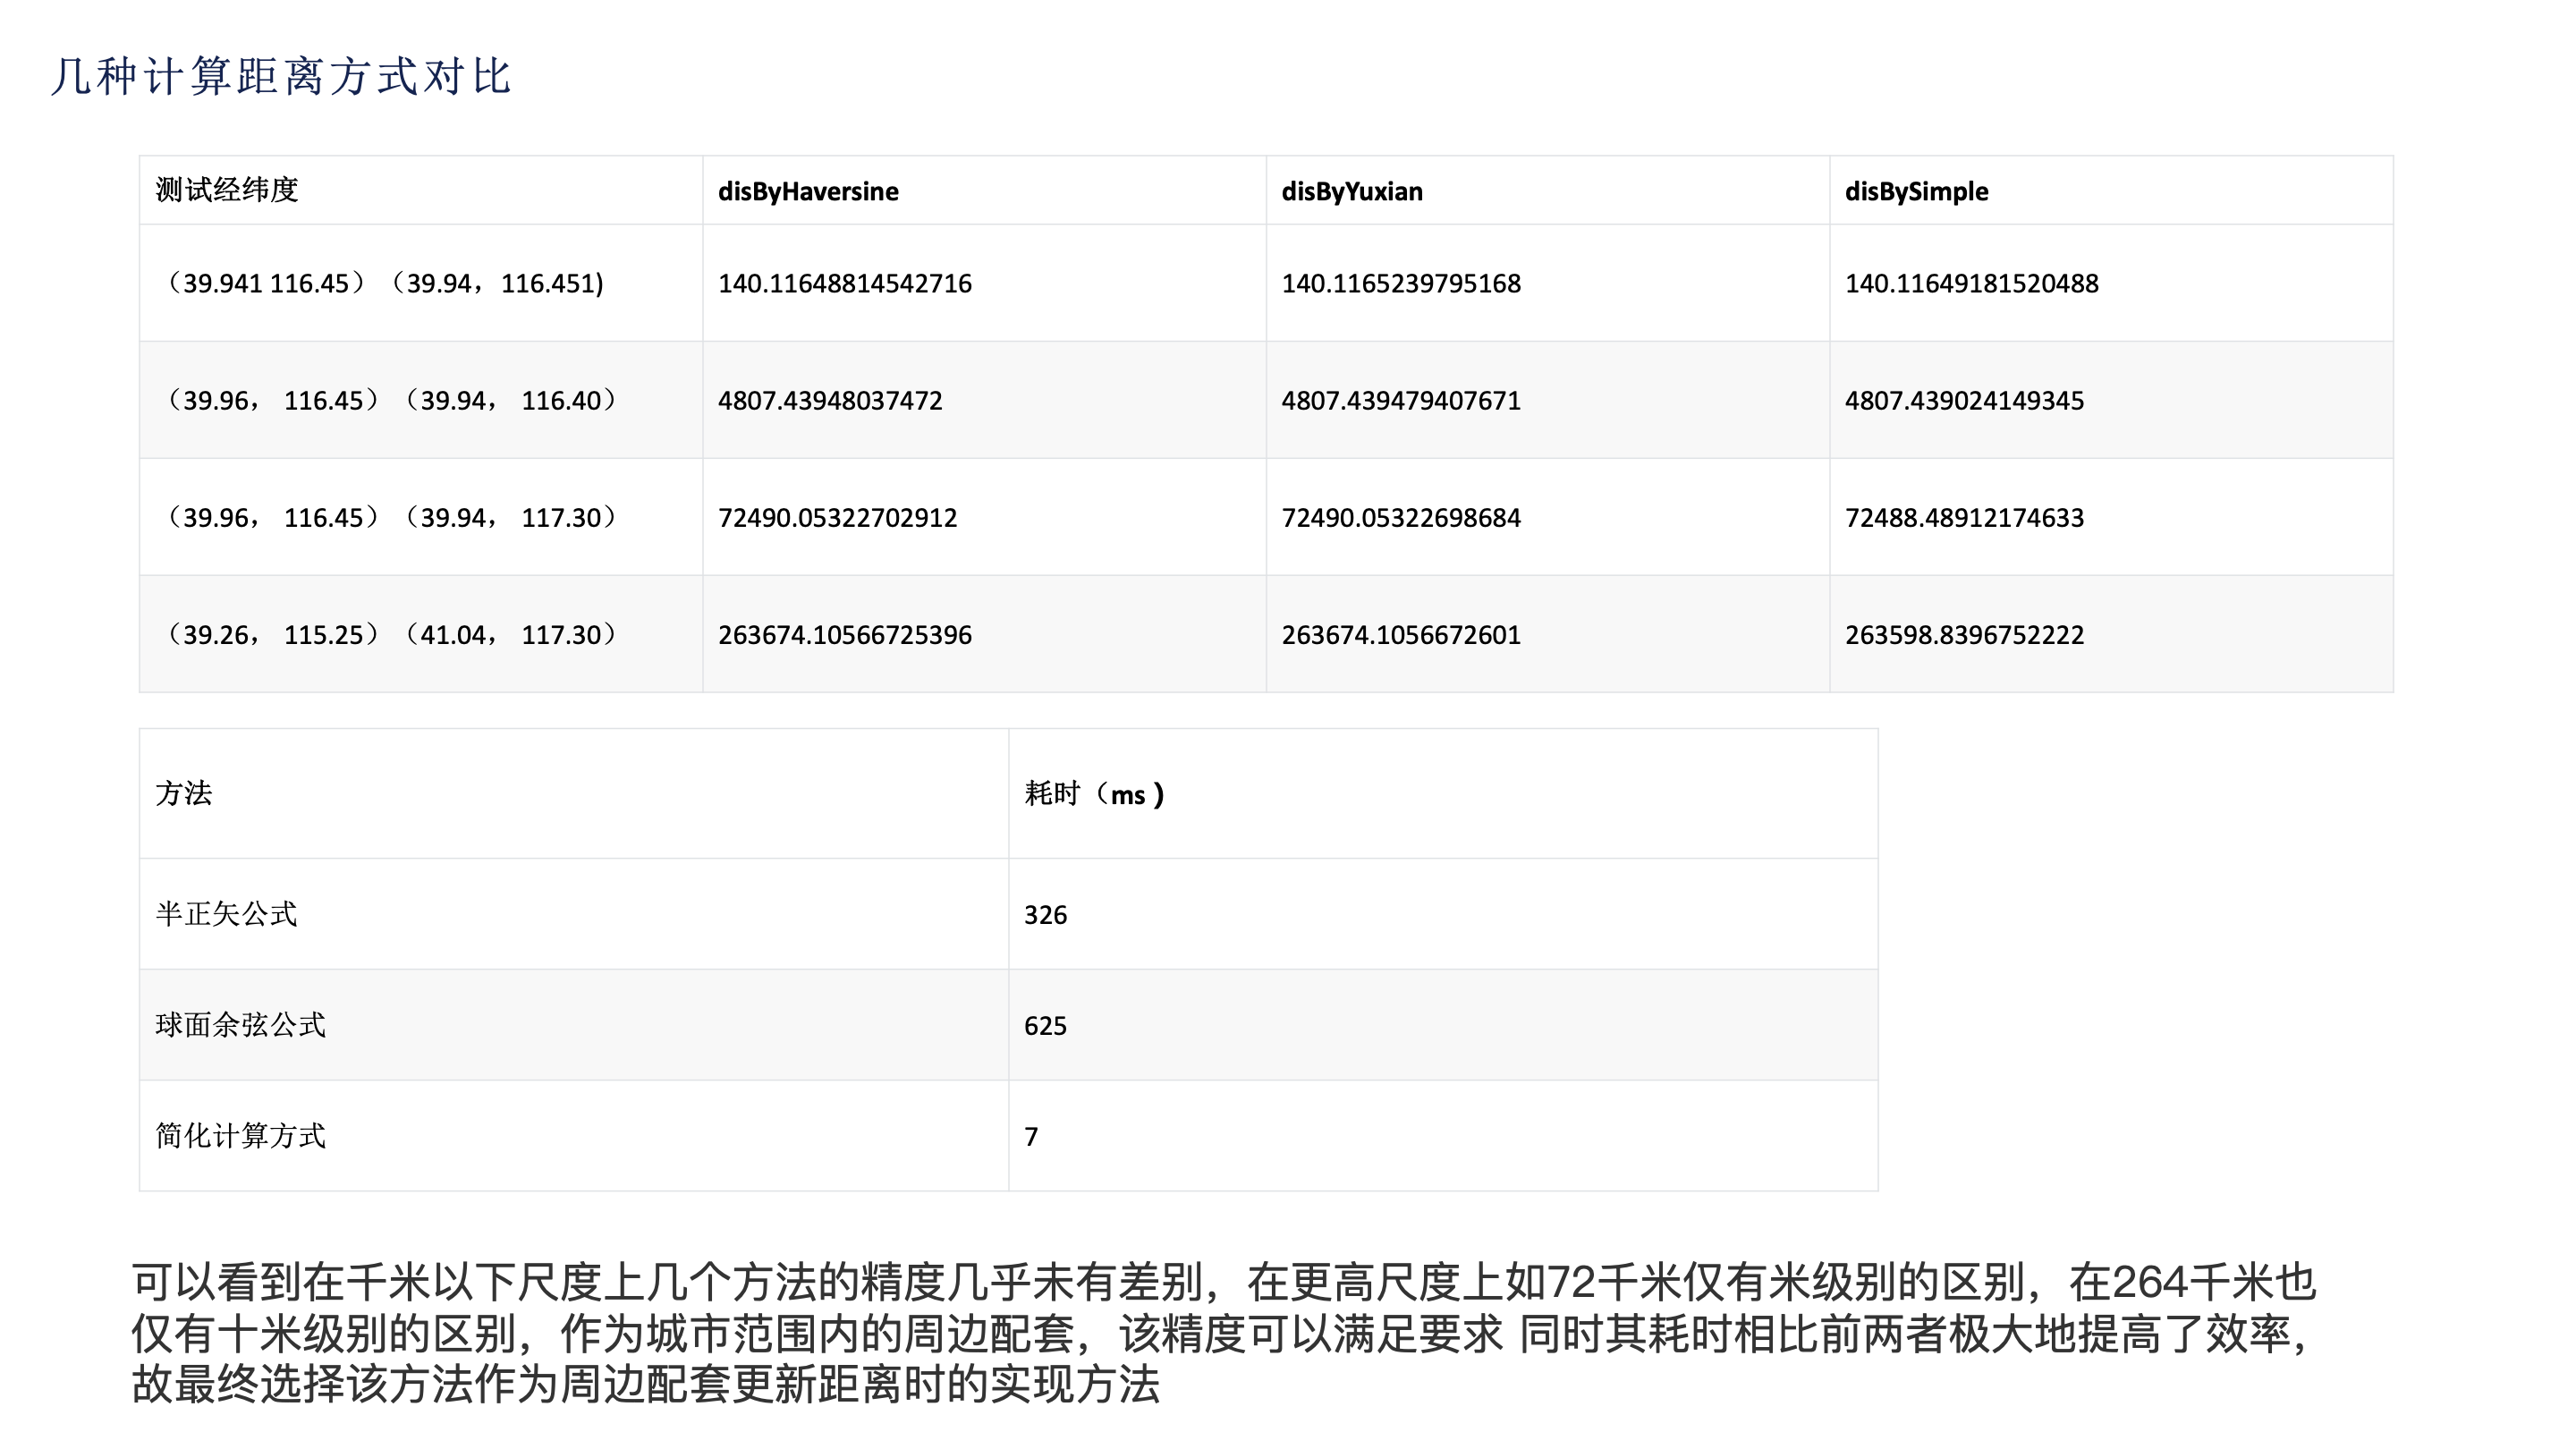 几种计算距离方式对比
测试经纬度 disByHaversine disByYuxian disBySimple
（39.941 116.45）（39.94，116.451) 140.11648814542716 140.1165239795168 140.11649181520488
（39.96， 116.45）（39.94， 116.40） 4807.43948037472 4807.439479407671 4807.439024149345
（39.96， 116.45）（39.94， 117.30） 72490.05322702912 72490.05322698684 72488.48912174633
（39.26， 115.25）（41.04， 117.30） 263674.10566725396 263674.1056672601 263598.8396752222
方法 耗时（ms )
半正矢公式 326
球面余弦公式 625
简化计算方式 7
可以看到在千米以下尺度上几个方法的精度几乎未有差别，在更高尺度上如72千米仅有米级别的区别，在264千米也
仅有十米级别的区别，作为城市范围内的周边配套，该精度可以满足要求 同时其耗时相比前两者极大地提高了效率，
故最终选择该方法作为周边配套更新距离时的实现方法